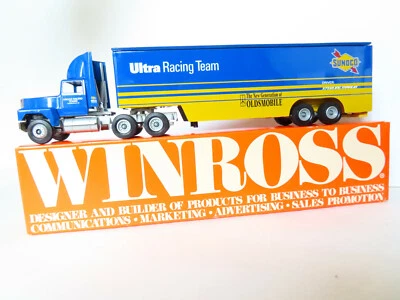 Ultra Racing Team
SUNOCO
The New Generation of
OLDSMOBILE
WINROSS®
DESIGNER AND BUILDER OF PRODUCTS FOR BUSINESS TO BUSINESS
COMMUNICATIONS • MARKETING • ADVERTISING • SALES PROMOTION